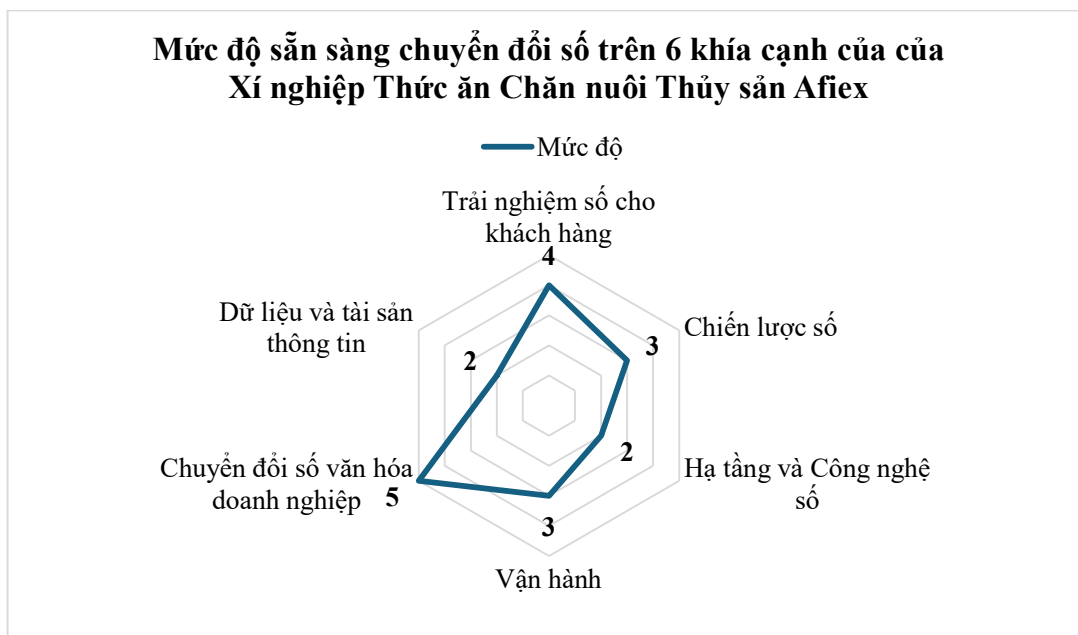 Mức độ sẵn sàng chuyển đổi số trên 6 khía cạnh của của
Xí nghiệp Thức ăn Chăn nuôi Thủy sản Afiex
Mức độ
Trải nghiệm số cho
khách hàng
4
Chiến lược số
3
Hạ tầng và Công nghệ
số
2
Vận hành
3
Chuyển đổi số văn hóa
doanh nghiệp
5
Dữ liệu và tài sản
thông tin
2